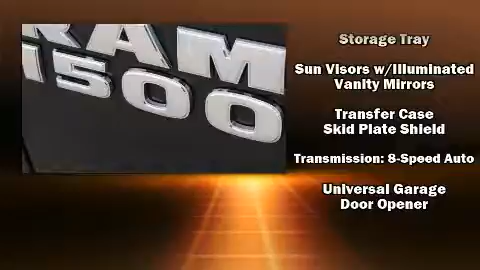 RAM
1500
Storage Tray
Sun Visors w/Illuminated
Vanity Mirrors
Transfer Case
Skid Plate Shield
Transmission: 8-Speed Auto
Universal Garage
Door Opener